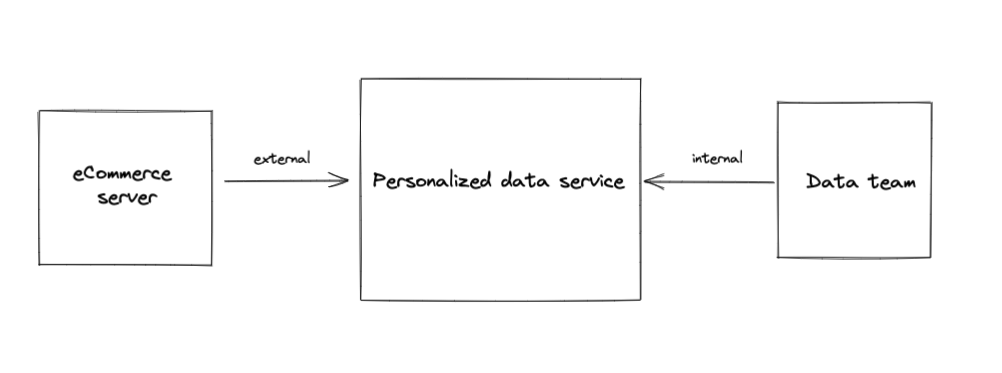 eCommerce
server
external
Personalized data service
internal
Data team